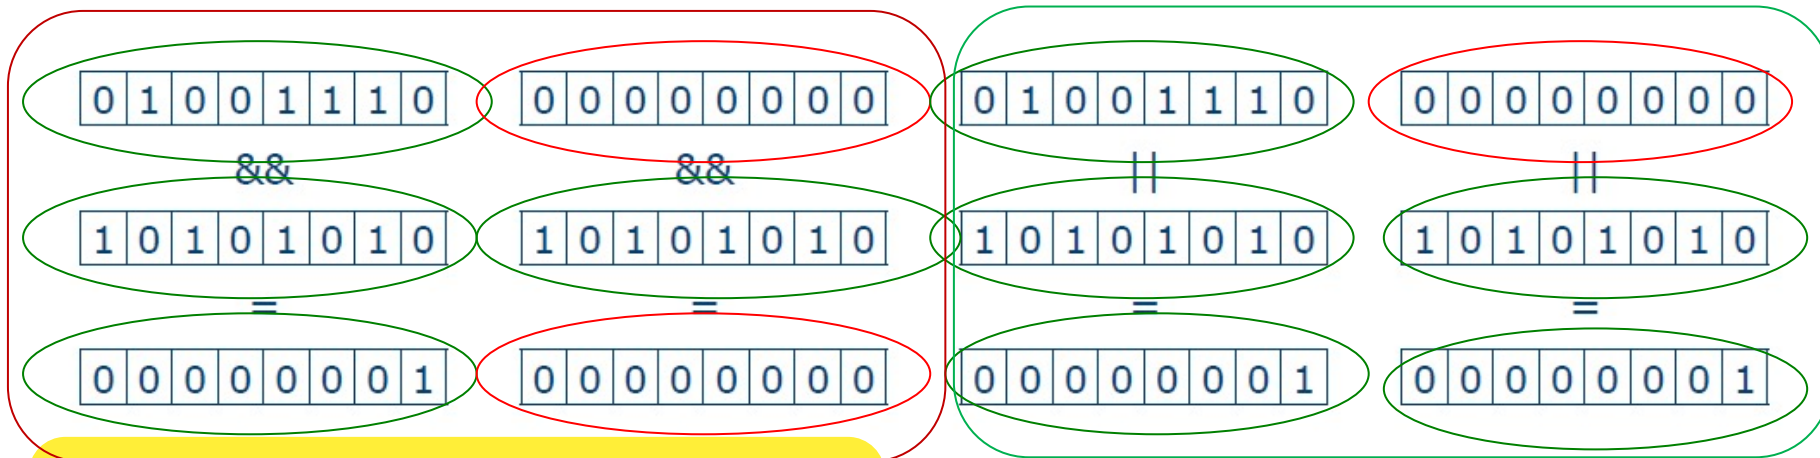 0 1 0 0 1 1 1 0 0 0 0 0 0 0 0 0 0 1 0 0 1 1 1 0 0 0 0 0 0 0 0 0
&& && || ||
1 0 1 0 1 0 1 0 1 0 1 0 1 0 1 0 1 0 1 0 1 0 1 0 1 0 1 0 1 0 1 0
= = = =
0 0 0 0 0 0 0 1 0 0 0 0 0 0 0 0 0 0 0 0 0 0 0 1 0 0 0 0 0 0 0 1